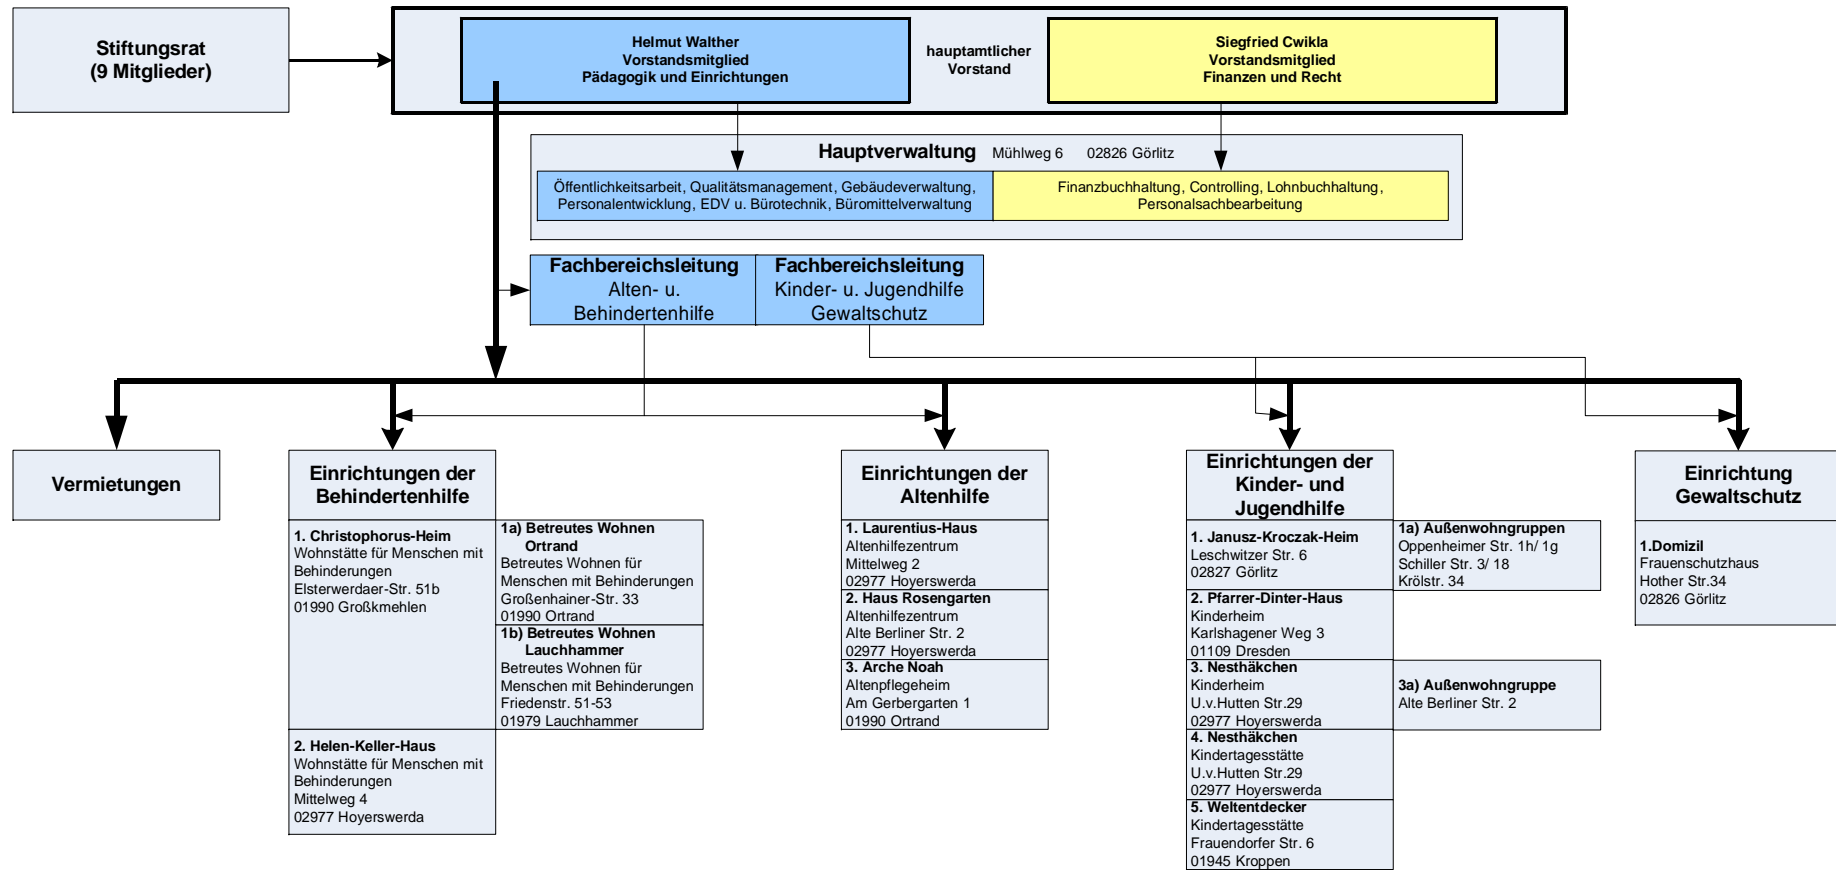 Stiftungsrat
(9 Mitglieder)
Helmut Walther
Vorstandsmitglied
Pädagogik und Einrichtungen
hauptamtlicher
Vorstand
Siegfried Cwikla
Vorstandsmitglied
Finanzen und Recht
Hauptverwaltung Mühlweg 6 02826 Görlitz
Öffentlichkeitsarbeit, Qualitätsmanagement, Gebäudeverwaltung,
Personalentwicklung, EDV u. Bürotechnik, Büromittelverwaltung
Finanzbuchhaltung, Controlling, Lohnbuchhaltung,
Personalsachbearbeitung
Fachbereichsleitung
Alten- u.
Behindertenhilfe
Fachbereichsleitung
Kinder- u. Jugendhilfe
Gewaltschutz
Vermietungen
Einrichtungen der
Behindertenhilfe
1. Christophorus-Heim
Wohnstätte für Menschen mit
Behinderungen
Elsterwerdaer-Str. 51b
01990 Großkmehlen
1a) Betreutes Wohnen
Ortrand
Betreutes Wohnen für
Menschen mit Behinderungen
Großenhainer-Str. 33
01990 Ortrand
1b) Betreutes Wohnen
Lauchhammer
Betreutes Wohnen für
Menschen mit Behinderungen
Friedenstr. 51-53
01979 Lauchhammer
2. Helen-Keller-Haus
Wohnstätte für Menschen mit
Behinderungen
Mittelweg 4
02977 Hoyerswerda
Einrichtungen der
Altenhilfe
1. Laurentius-Haus
Altenhilfezentrum
Mittelweg 2
02977 Hoyerswerda
2. Haus Rosengarten
Altenhilfezentrum
Alte Berliner Str. 2
02977 Hoyerswerda
3. Arche Noah
Altenpflegeheim
Am Gerbergarten 1
01990 Ortrand
Einrichtungen der
Kinder- und
Jugendhilfe
1. Janusz-Kroczak-Heim
Leschwitzer Str. 6
02827 Görlitz
1a) Außenwohngruppen
Oppenheimer Str. 1h/ 1g
Schiller Str. 3/ 18
Krölstr. 34
2. Pfarrer-Dinter-Haus
Kinderheim
Karlshagener Weg 3
01109 Dresden
3. Nesthäkchen
Kinderheim
U.v.Hutten Str.29
02977 Hoyerswerda
3a) Außenwohngruppe
Alte Berliner Str. 2
4. Nesthäkchen
Kindertagesstätte
U.v.Hutten Str.29
02977 Hoyerswerda
5. Weltentdecker
Kindertagesstätte
Frauendorfer Str. 6
01945 Kroppen
Einrichtung
Gewaltschutz
1.Domizil
Frauenschutzhaus
Hother Str.34
02826 Görlitz